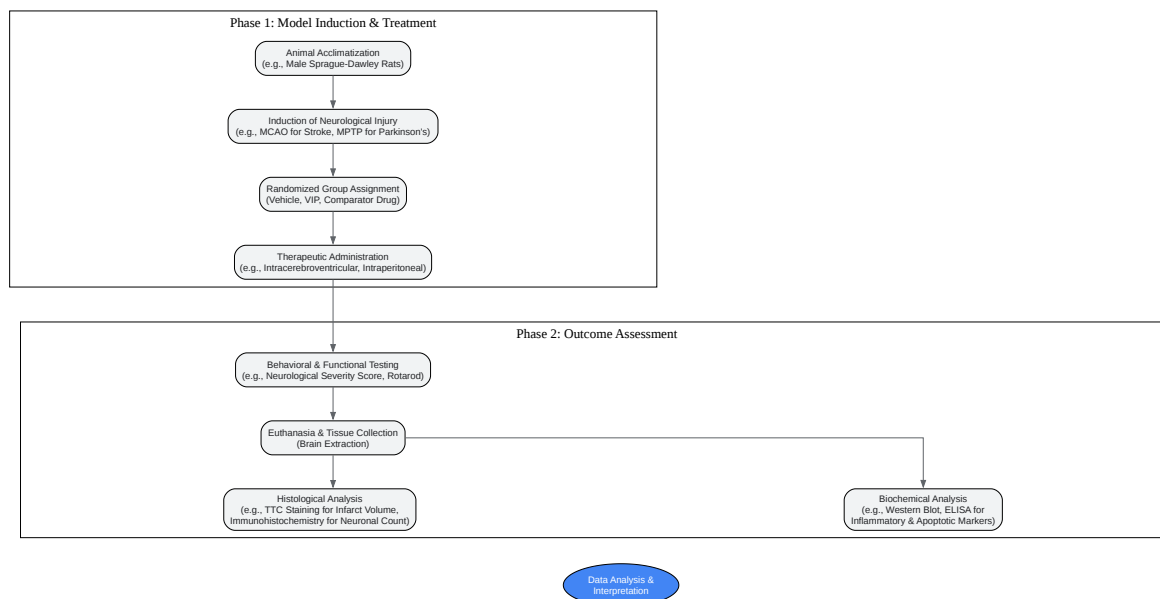 Phase 1: Model Induction & Treatment
Animal Acclimatization
(e.g., Male Sprague-Dawley Rats)
Induction of Neurological Injury
(e.g., MCAO for Stroke, MPTP for Parkinson's)
Randomized Group Assignment
(Vehicle, VIP, Comparator Drug)
Therapeutic Administration
(e.g., Intracerebroventricular, Intraperitoneal)
Phase 2: Outcome Assessment
Behavioral & Functional Testing
(e.g., Neurological Severity Score, Rotarod)
Euthanasia & Tissue Collection
(Brain Extraction)
Histological Analysis
(e.g., TTC Staining for Infarct Volume,
Immunohistochemistry for Neuronal Count)
Biochemical Analysis
(e.g., Western Blot, ELISA for
Inflammatory & Apoptotic Markers)
Data Analysis &
Interpretation